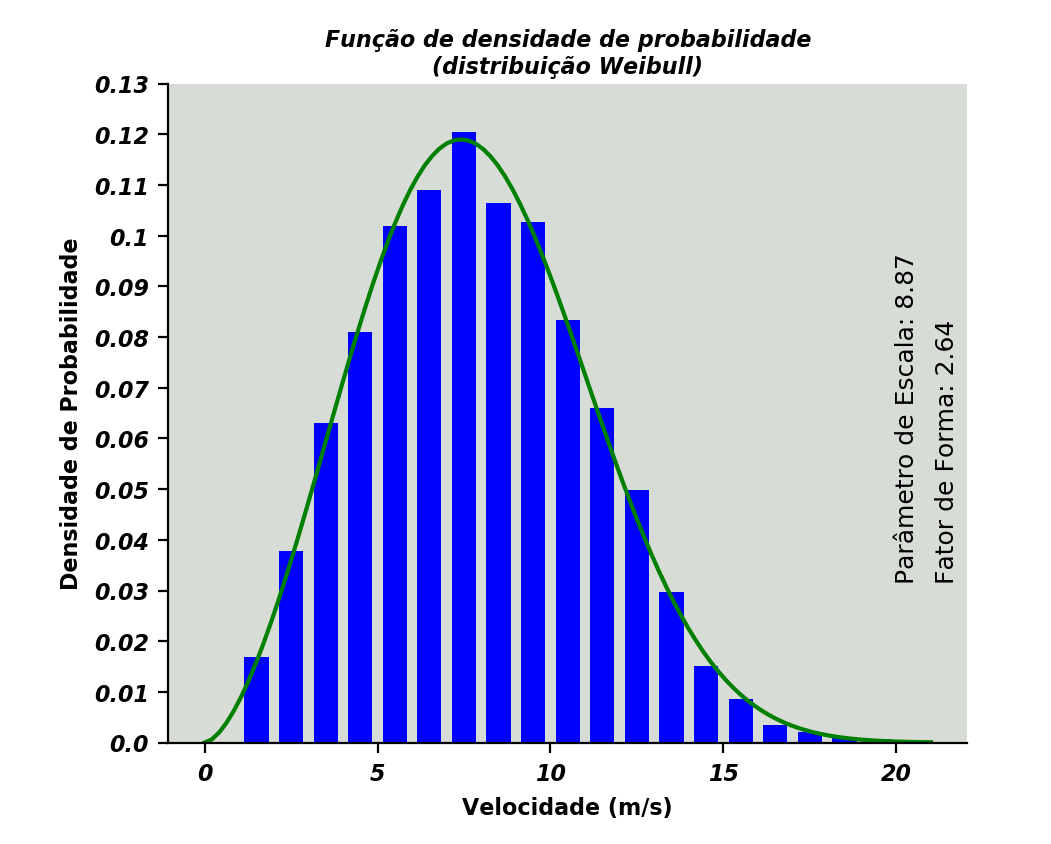 Função de densidade de probabilidade
(distribuição Weibull)
0.13
0.12
0.11
0.1
0.09
0.08
0.07
0.06
0.05
0.04
0.03
0.02
0.01
0.0
Densidade de Probabilidade
Parâmetro de Escala: 8.87
Fator de Forma: 2.64
0 5 10 15 20
Velocidade (m/s)